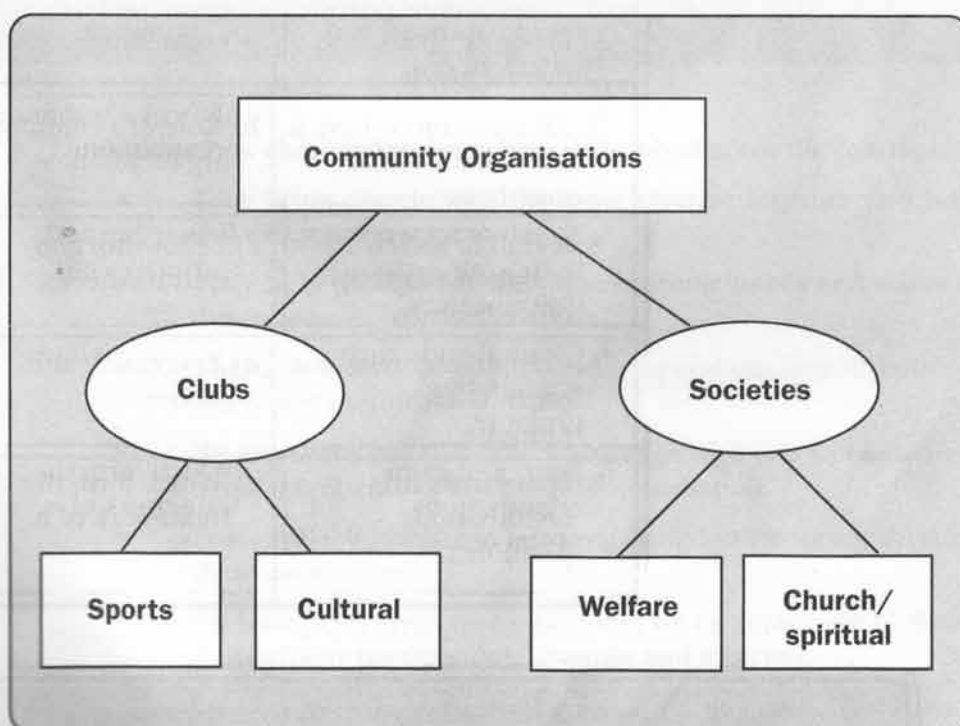 Community Organisations
Clubs
Societies
Sports
Cultural
Welfare
Church/
spiritual